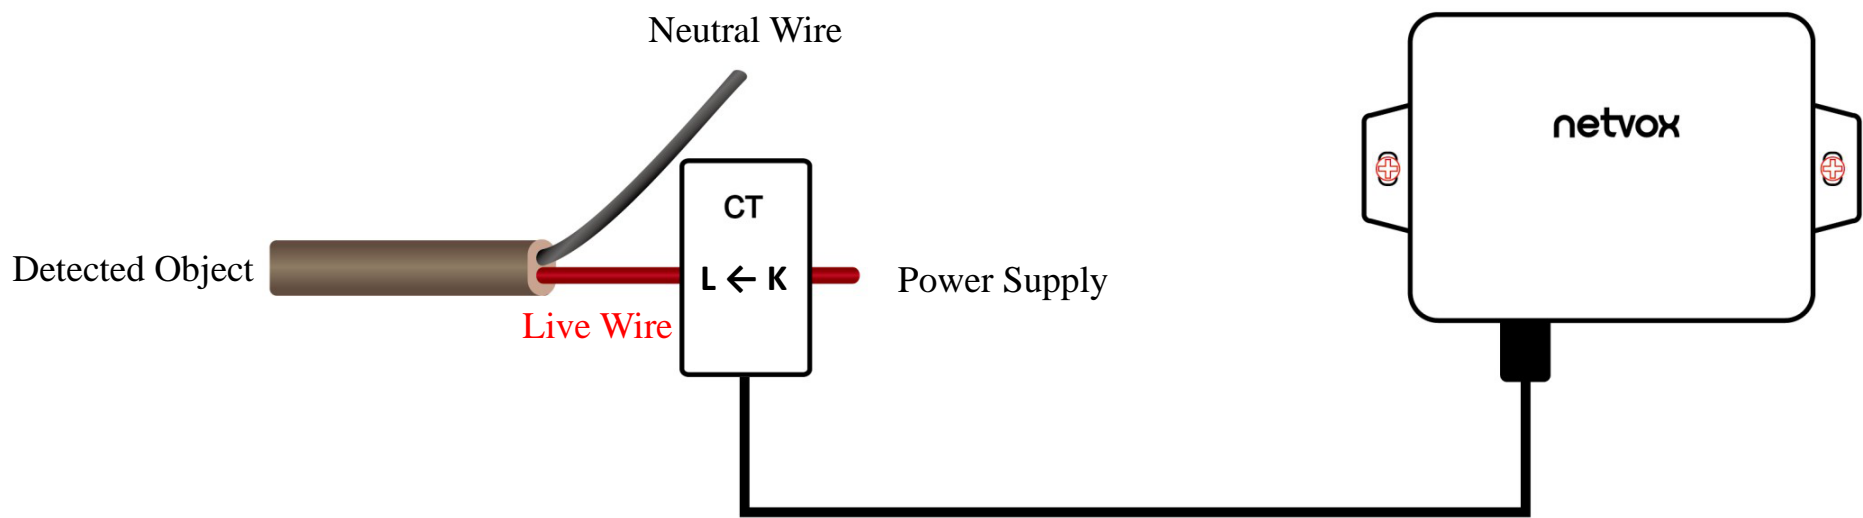 Neutral Wire
netvox
CT
Detected Object
L ← K
Power Supply
Live Wire